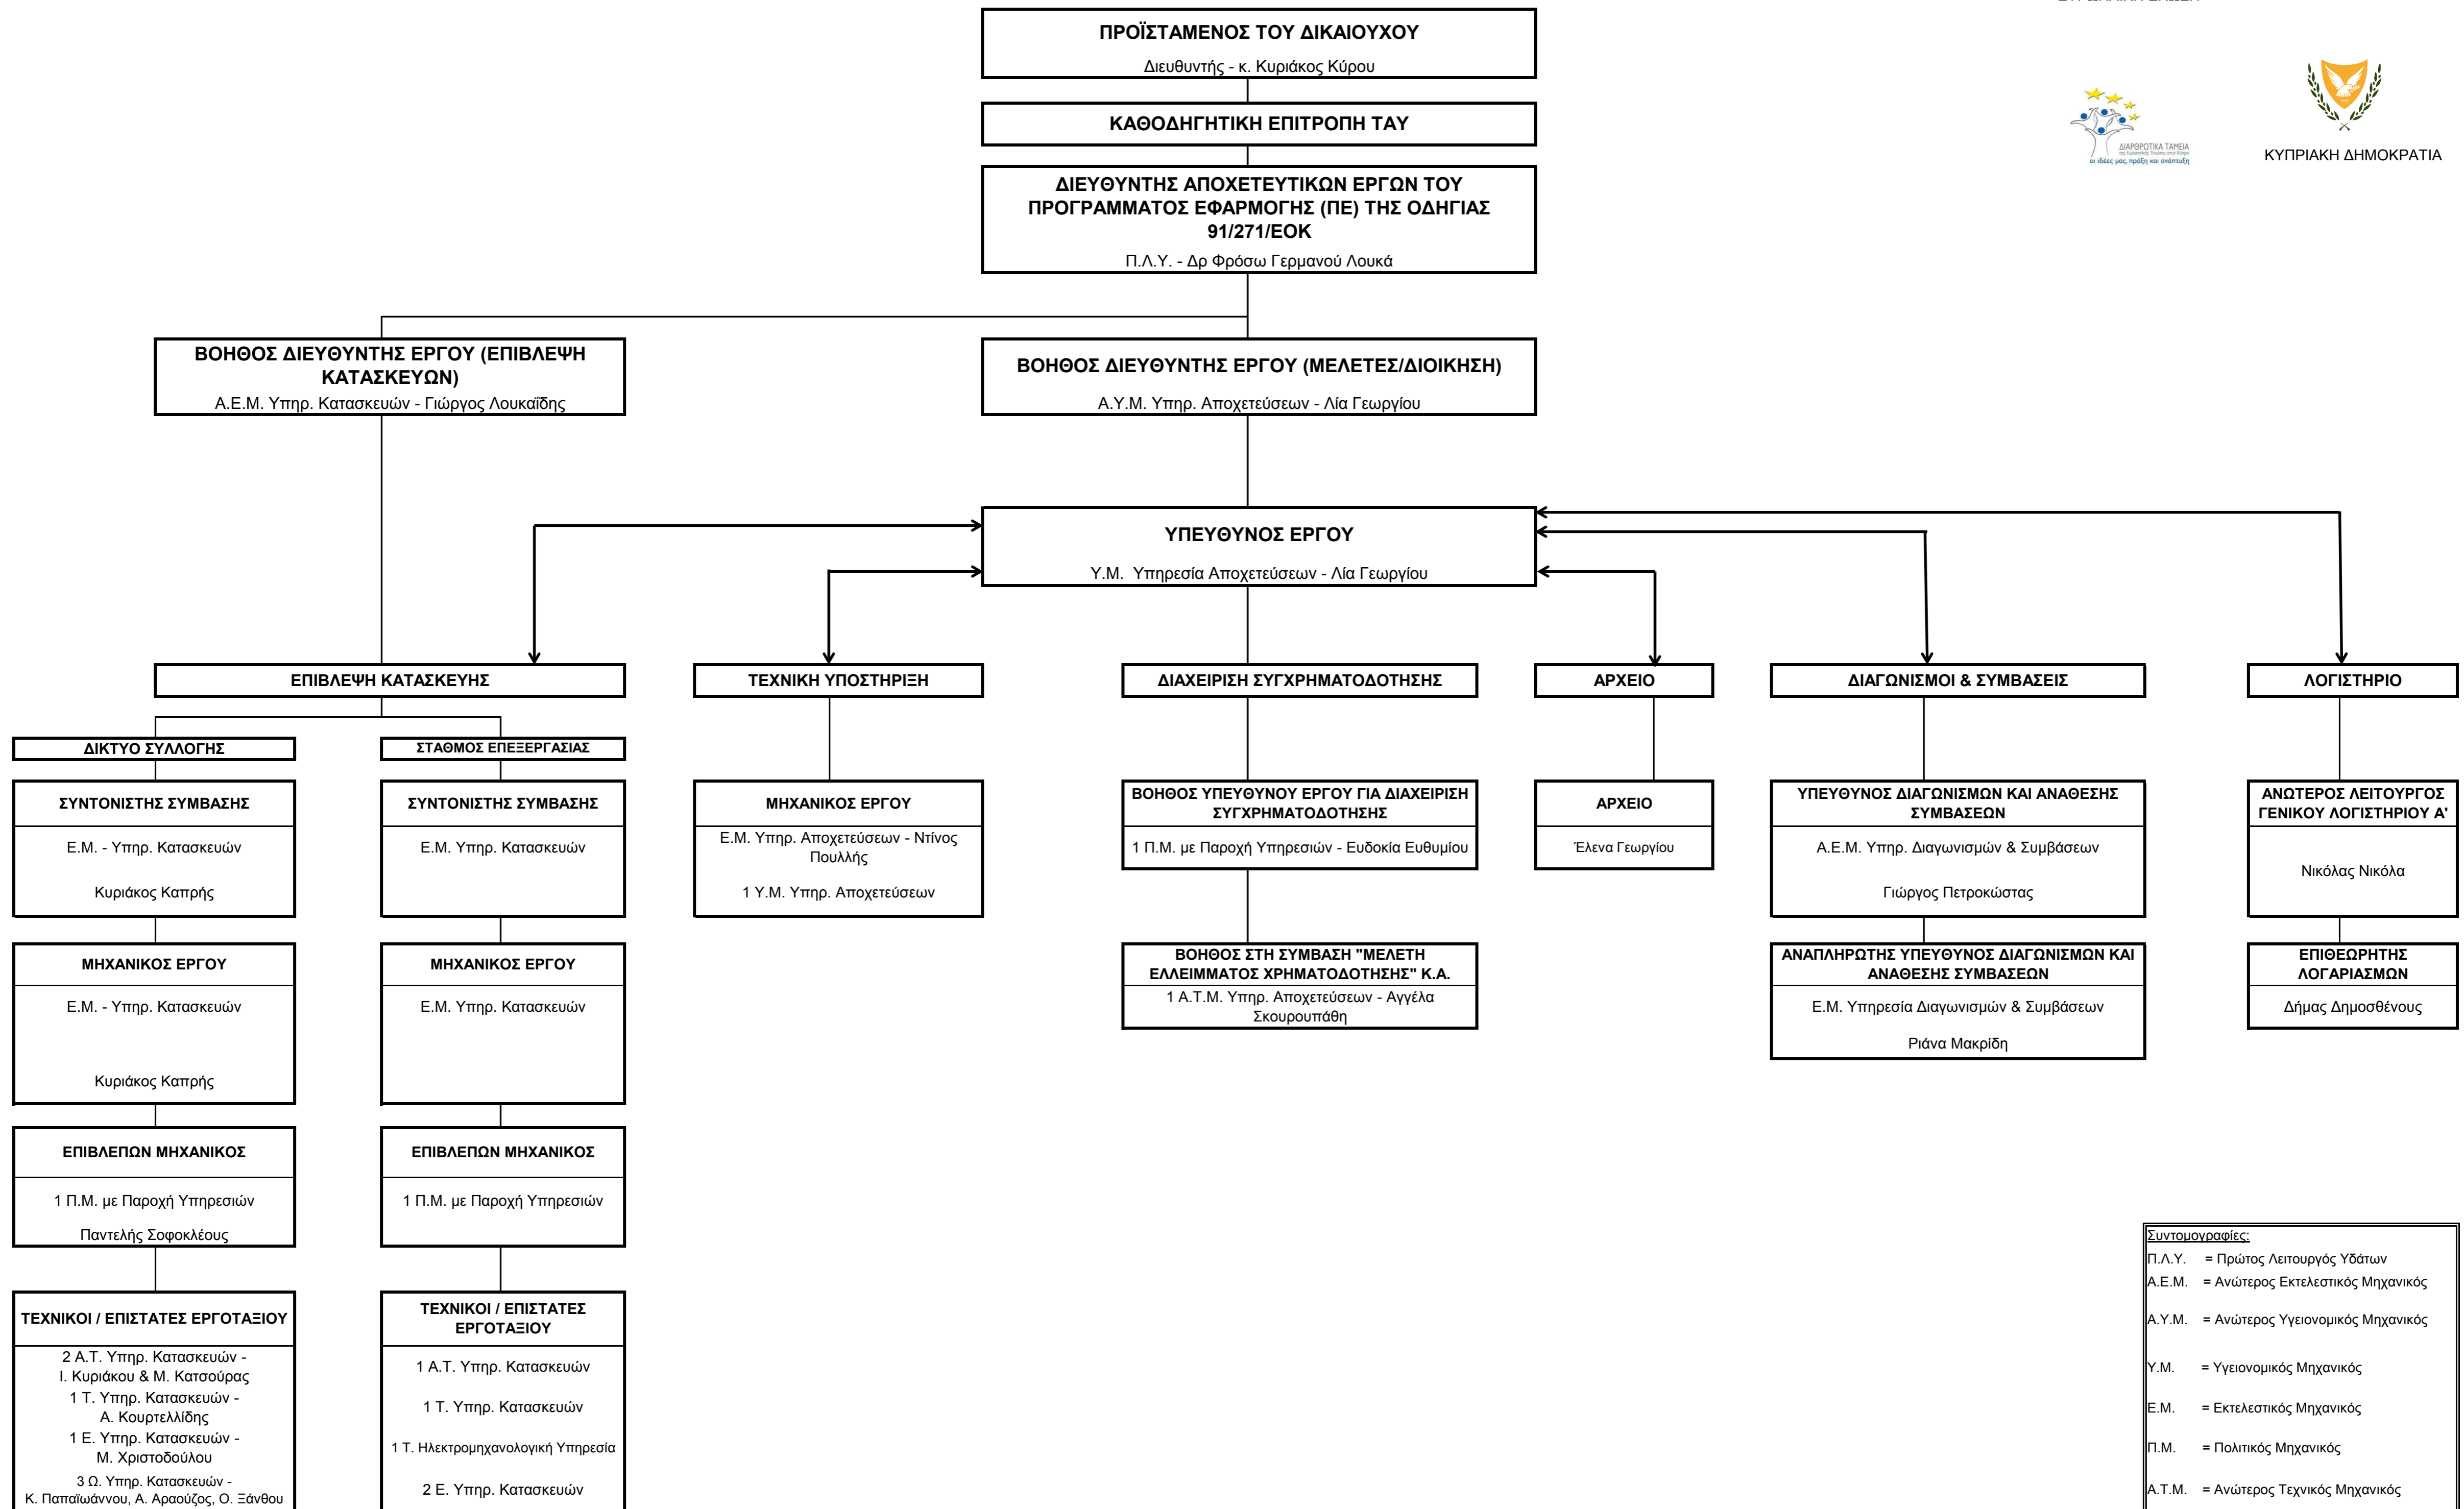 ΠΡΟΪΣΤΑΜΕΝΟΣ ΤΟΥ ΔΙΚΑΙΟΥΧΟΥ
Διευθυντής - κ. Κυριάκος Κύρου
ΚΑΘΟΔΗΓΗΤΙΚΗ ΕΠΙΤΡΟΠΗ ΤΑΥ
ΔΙΑΡΘΡΩΤΙΚΑ ΤΑΜΕΙΑ
οι ιδέες μας, πράξη και ανάπτυξη
ΚΥΠΡΙΑΚΗ ΔΗΜΟΚΡΑΤΙΑ
ΔΙΕΥΘΥΝΤΗΣ ΑΠΟΧΕΤΕΥΤΙΚΩΝ ΕΡΓΩΝ ΤΟΥ
ΠΡΟΓΡΑΜΜΑΤΟΣ ΕΦΑΡΜΟΓΗΣ (ΠΕ) ΤΗΣ ΟΔΗΓΙΑΣ
91/271/ΕΟΚ
Π.Λ.Υ. - Δρ Φρόσω Γερμανού Λουκά
ΒΟΗΘΟΣ ΔΙΕΥΘΥΝΤΗΣ ΕΡΓΟΥ (ΕΠΙΒΛΕΨΗ
ΚΑΤΑΣΚΕΥΩΝ)
Α.Ε.Μ. Υπηρ. Κατασκευών - Γιώργος Λουκαΐδης
ΒΟΗΘΟΣ ΔΙΕΥΘΥΝΤΗΣ ΕΡΓΟΥ (ΜΕΛΕΤΕΣ/ΔΙΟΙΚΗΣΗ)
Α.Υ.Μ. Υπηρ. Αποχετεύσεων - Λία Γεωργίου
ΥΠΕΥΘΥΝΟΣ ΕΡΓΟΥ
Υ.Μ. Υπηρεσία Αποχετεύσεων - Λία Γεωργίου
ΕΠΙΒΛΕΨΗ ΚΑΤΑΣΚΕΥΗΣ
ΤΕΧΝΙΚΗ ΥΠΟΣΤΗΡΙΞΗ
ΔΙΑΧΕΙΡΙΣΗ ΣΥΓΧΡΗΜΑΤΟΔΟΤΗΣΗΣ
ΑΡΧΕΙΟ
ΔΙΑΓΩΝΙΣΜΟΙ & ΣΥΜΒΑΣΕΙΣ
ΛΟΓΙΣΤΗΡΙΟ
ΔΙΚΤΥΟ ΣΥΛΛΟΓΗΣ
ΣΤΑΘΜΟΣ ΕΠΕΞΕΡΓΑΣΙΑΣ
ΣΥΝΤΟΝΙΣΤΗΣ ΣΥΜΒΑΣΗΣ
Ε.Μ. - Υπηρ. Κατασκευών
Κυριάκος Καπρής
ΣΥΝΤΟΝΙΣΤΗΣ ΣΥΜΒΑΣΗΣ
Ε.Μ. Υπηρ. Κατασκευών
ΜΗΧΑΝΙΚΟΣ ΕΡΓΟΥ
Ε.Μ. Υπηρ. Αποχετεύσεων - Ντίνος
Πουλλής
1 Υ.Μ. Υπηρ. Αποχετεύσεων
ΒΟΗΘΟΣ ΥΠΕΥΘΥΝΟΥ ΕΡΓΟΥ ΓΙΑ ΔΙΑΧΕΙΡΙΣΗ
ΣΥΓΧΡΗΜΑΤΟΔΟΤΗΣΗΣ
1 Π.Μ. με Παροχή Υπηρεσιών - Ευδοκία Ευθυμίου
ΑΡΧΕΙΟ
Έλενα Γεωργίου
ΥΠΕΥΘΥΝΟΣ ΔΙΑΓΩΝΙΣΜΩΝ ΚΑΙ ΑΝΑΘΕΣΗΣ
ΣΥΜΒΑΣΕΩΝ
Α.Ε.Μ. Υπηρ. Διαγωνισμών & Συμβάσεων
Γιώργος Πετροκώστας
ΑΝΩΤΕΡΟΣ ΛΕΙΤΟΥΡΓΟΣ
ΓΕΝΙΚΟΥ ΛΟΓΙΣΤΗΡΙΟΥ Α'
Νικόλας Νικόλα
ΜΗΧΑΝΙΚΟΣ ΕΡΓΟΥ
Ε.Μ. - Υπηρ. Κατασκευών
Κυριάκος Καπρής
ΜΗΧΑΝΙΚΟΣ ΕΡΓΟΥ
Ε.Μ. Υπηρ. Κατασκευών
ΒΟΗΘΟΣ ΣΤΗ ΣΥΜΒΑΣΗ "ΜΕΛΕΤΗ
ΕΛΛΕΙΜΜΑΤΟΣ ΧΡΗΜΑΤΟΔΟΤΗΣΗΣ" Κ.Α.
1 Α.Τ.Μ. Υπηρ. Αποχετεύσεων - Αγγέλα
Σκουρουπάθη
ΑΝΑΠΛΗΡΩΤΗΣ ΥΠΕΥΘΥΝΟΣ ΔΙΑΓΩΝΙΣΜΩΝ ΚΑΙ
ΑΝΑΘΕΣΗΣ ΣΥΜΒΑΣΕΩΝ
Ε.Μ. Υπηρεσία Διαγωνισμών & Συμβάσεων
Ριάνα Μακρίδη
ΕΠΙΘΕΩΡΗΤΗΣ
ΛΟΓΑΡΙΑΣΜΩΝ
Δήμας Δημοσθένους
ΕΠΙΒΛΕΠΩΝ ΜΗΧΑΝΙΚΟΣ
1 Π.Μ. με Παροχή Υπηρεσιών
Παντελής Σοφοκλέους
ΕΠΙΒΛΕΠΩΝ ΜΗΧΑΝΙΚΟΣ
1 Π.Μ. με Παροχή Υπηρεσιών
ΤΕΧΝΙΚΟΙ / ΕΠΙΣΤΑΤΕΣ ΕΡΓΟΤΑΞΙΟΥ
2 Α.Τ. Υπηρ. Κατασκευών -
Ι. Κυριάκου & Μ. Κατσούρας
1 Τ. Υπηρ. Κατασκευών -
Α. Κουρτελλίδης
1 Ε. Υπηρ. Κατασκευών -
Μ. Χριστοδούλου
3 Ω. Υπηρ. Κατασκευών -
Κ. Παπαϊωάννου, Α. Αραούζος, Ο. Ξάνθου
ΤΕΧΝΙΚΟΙ / ΕΠΙΣΤΑΤΕΣ
ΕΡΓΟΤΑΞΙΟΥ
1 Α.Τ. Υπηρ. Κατασκευών
1 Τ. Υπηρ. Κατασκευών
1 Τ. Ηλεκτρομηχανολογική Υπηρεσία
2 Ε. Υπηρ. Κατασκευών
Συντομογραφίες:
Π.Λ.Υ. = Πρώτος Λειτουργός Υδάτων
Α.Ε.Μ. = Ανώτερος Εκτελεστικός Μηχανικός
Α.Υ.Μ. = Ανώτερος Υγειονομικός Μηχανικός
Υ.Μ. = Υγειονομικός Μηχανικός
Ε.Μ. = Εκτελεστικός Μηχανικός
Π.Μ. = Πολιτικός Μηχανικός
Α.Τ.Μ. = Ανώτερος Τεχνικός Μηχανικός